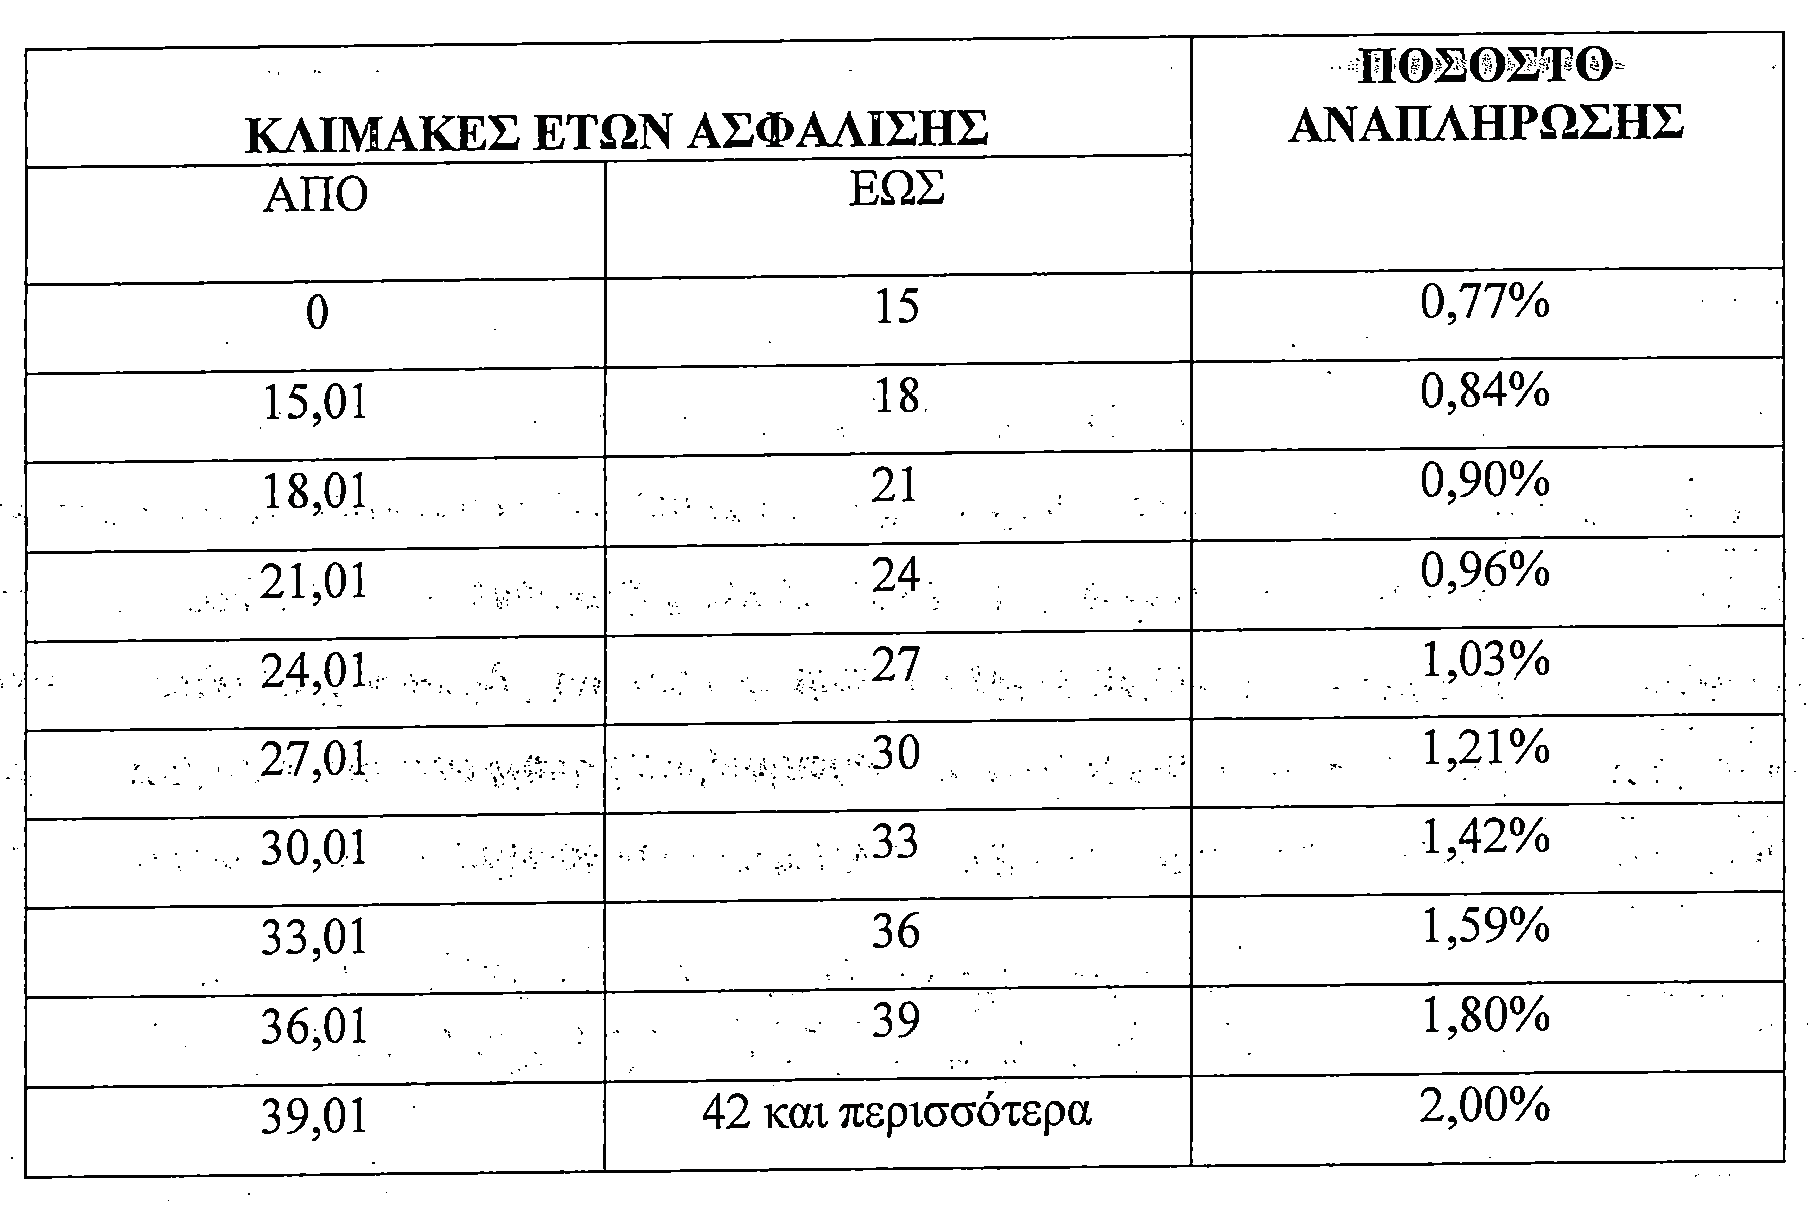 ΚΛΙΜΑΚΕΣ ΕΤΩΝ ΑΣΦΑΛΙΣΗΣ
ΠΟΣΟΣΤΟ
ΑΝΑΠΛΗΡΩΣΗΣ
ΑΠΟ ΕΩΣ
0 15 0,77%
15,01 18 0,84%
18,01 21 0,90%
21,01 24 0,96%
24,01 27 1,03%
27,01 30 1,21%
30,01 33 1,42%
33,01 36 1,59%
36,01 39 1,80%
39,01 42 και περισσότερα 2,00%